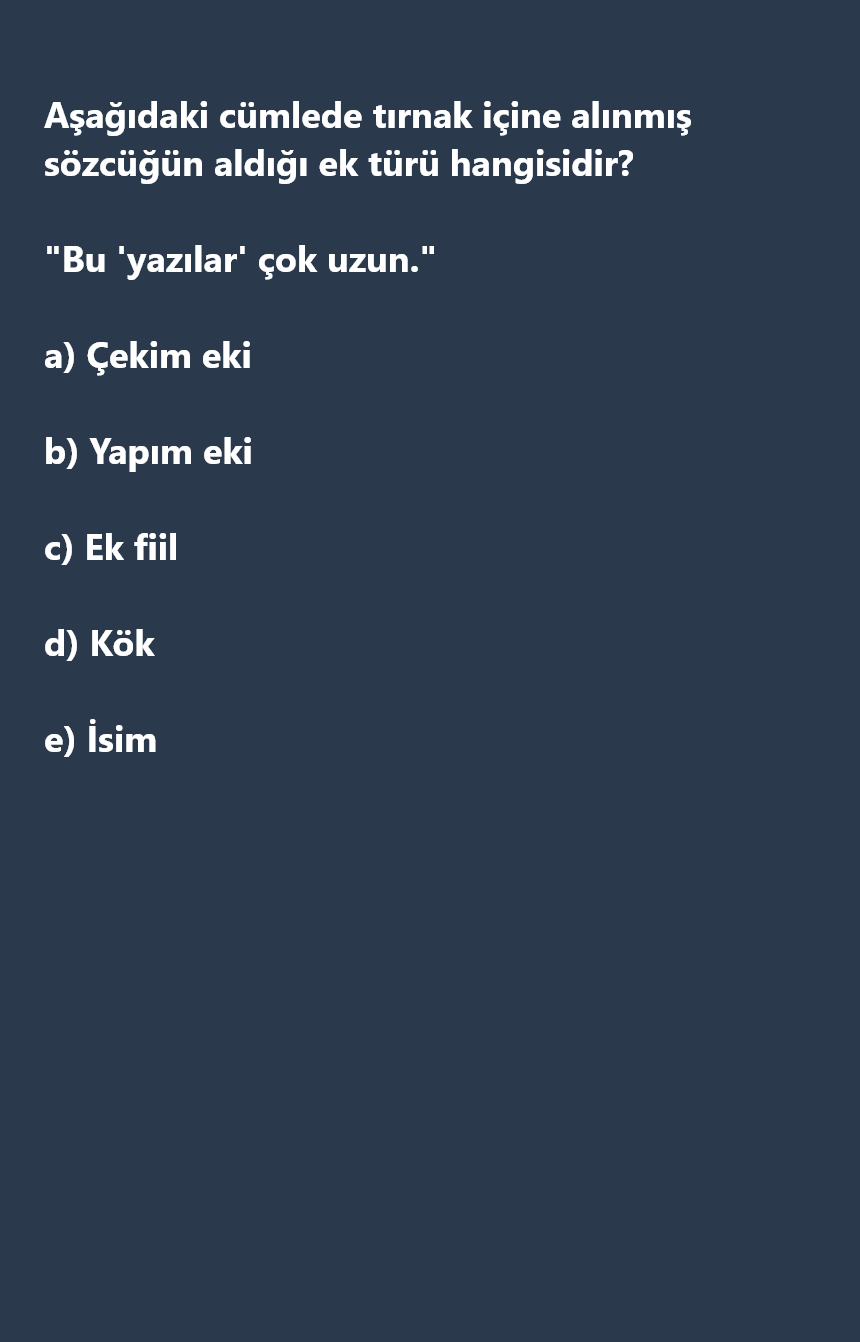 Aşağıdaki cümlede tırnak içine alınmış
sözcüğün aldığı ek türü hangisidir?
"Bu 'yazılar' çok uzun."
a) Çekim eki
b) Yapım eki
c) Ek fiil
d) Kök
e) İsim